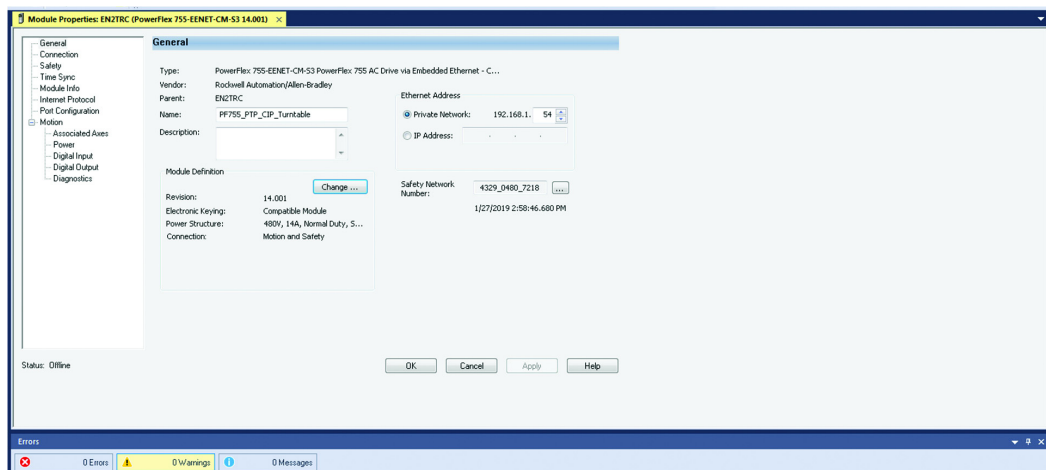 Module Properties: EN2TRC (PowerFlex 755-EENET-CM-S3 14.001) ×
General
Connection
Safety
Time Sync
Module Info
Internet Protocol
Port Configuration
Motion
Associated Axes
Power
Digital Input
Digital Output
Diagnostics
General
Type: PowerFlex 755-EENET-CM-S3 PowerFlex 755 AC Drive via Embedded Ethernet - C...
Vendor: Rockwell Automation/Allen-Bradley
Parent: EN2TRC
Name: PF755_PTP_CIP_Turntable
Description:
Ethernet Address
Private Network: 192.168.1. 54
IP Address: . . .
Module Definition
Change ...
Revision: 14.001
Electronic Keying: Compatible Module
Power Structure: 480V, 14A, Normal Duty, S...
Connection: Motion and Safety
Safety Network Number: 4329_0480_7218 ...
1/27/2019 2:58:46.680 PM
Status: Offline
OK Cancel Apply Help
Errors
0 Errors 0 Warnings 0 Messages